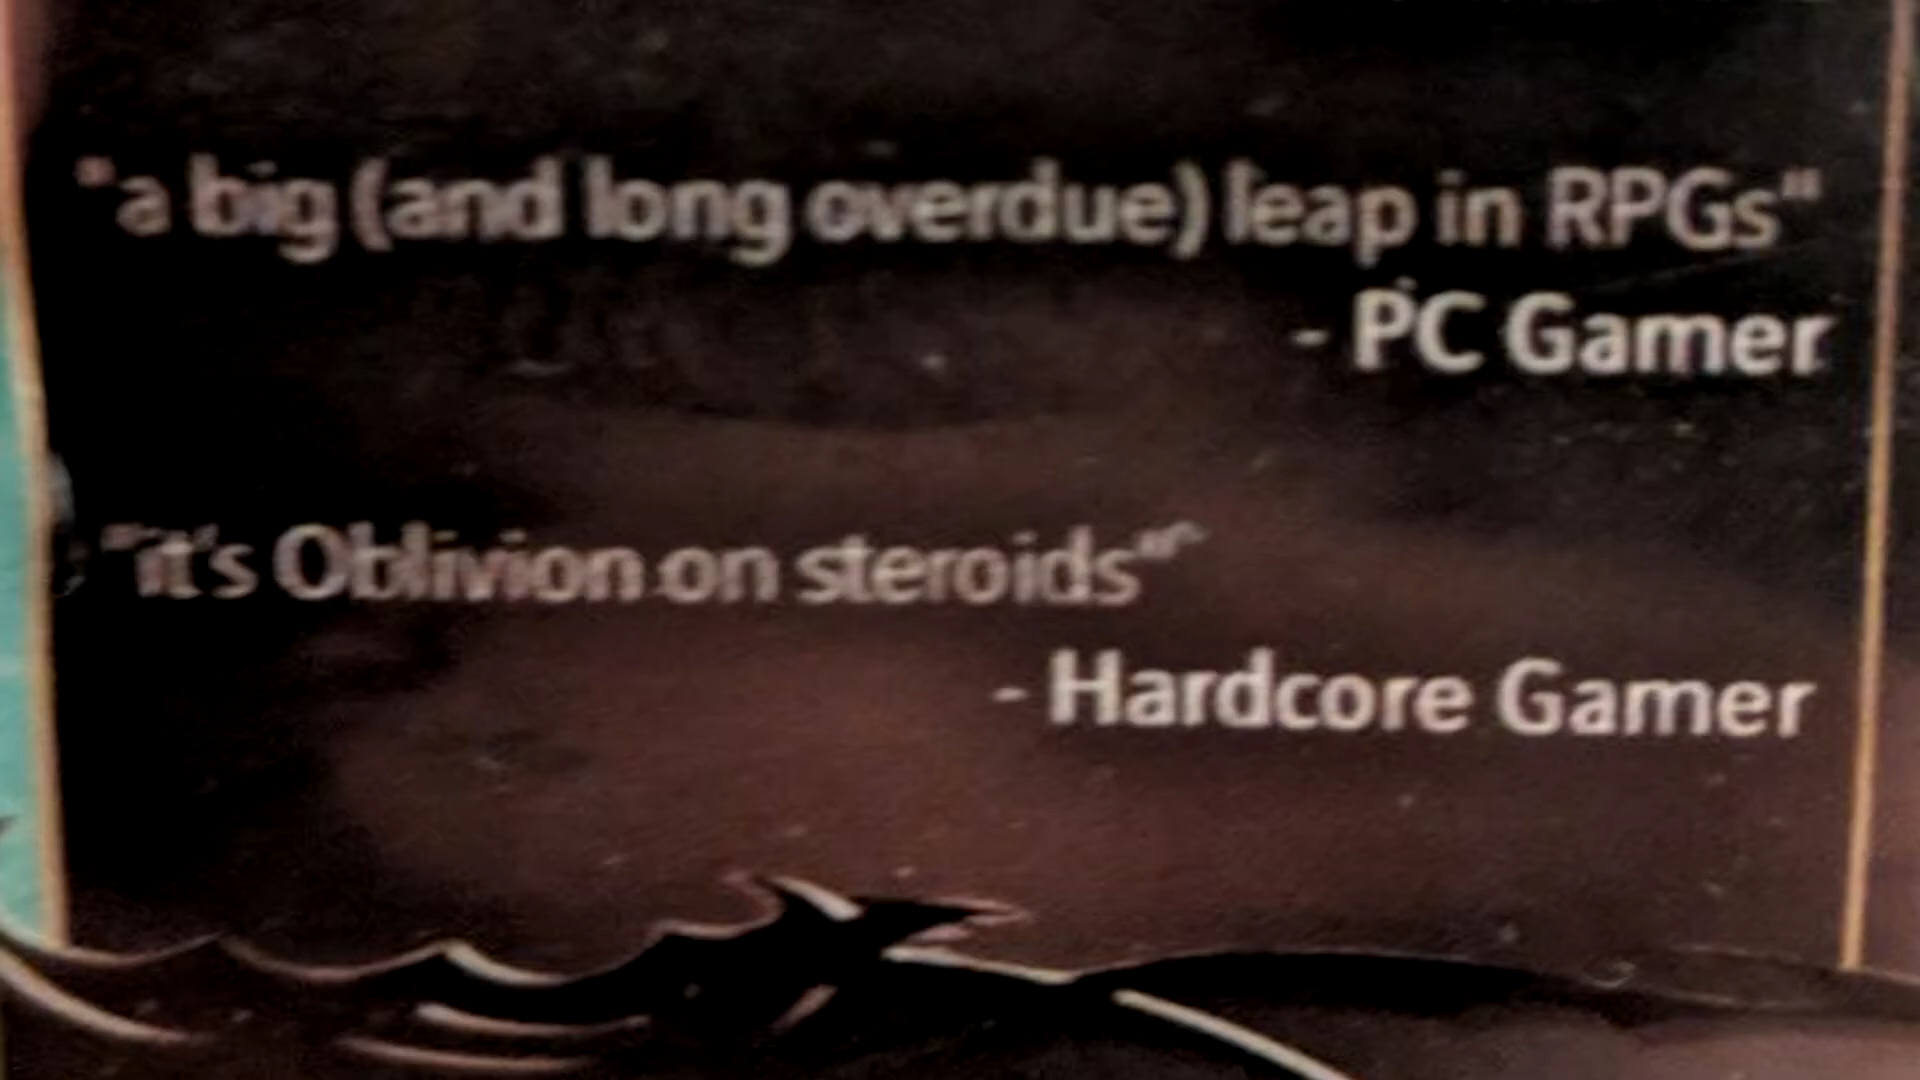 "a big (and long overdue) leap in RPGs"
- PC Gamer
"it's Oblivion on steroids"
- Hardcore Gamer